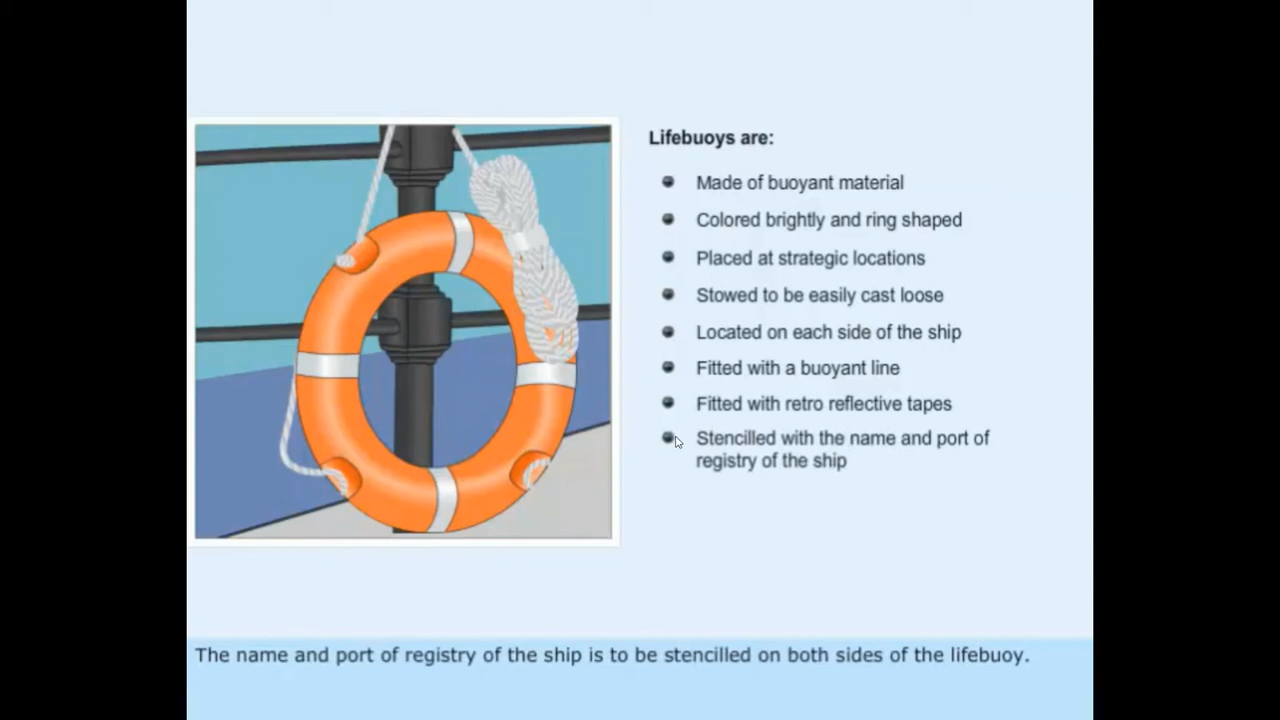 Lifebuoys are:
Made of buoyant material
Colored brightly and ring shaped
Placed at strategic locations
Stowed to be easily cast loose
Located on each side of the ship
Fitted with a buoyant line
Fitted with retro reflective tapes
Stencilled with the name and port of
registry of the ship
The name and port of registry of the ship is to be stencilled on both sides of the lifebuoy.